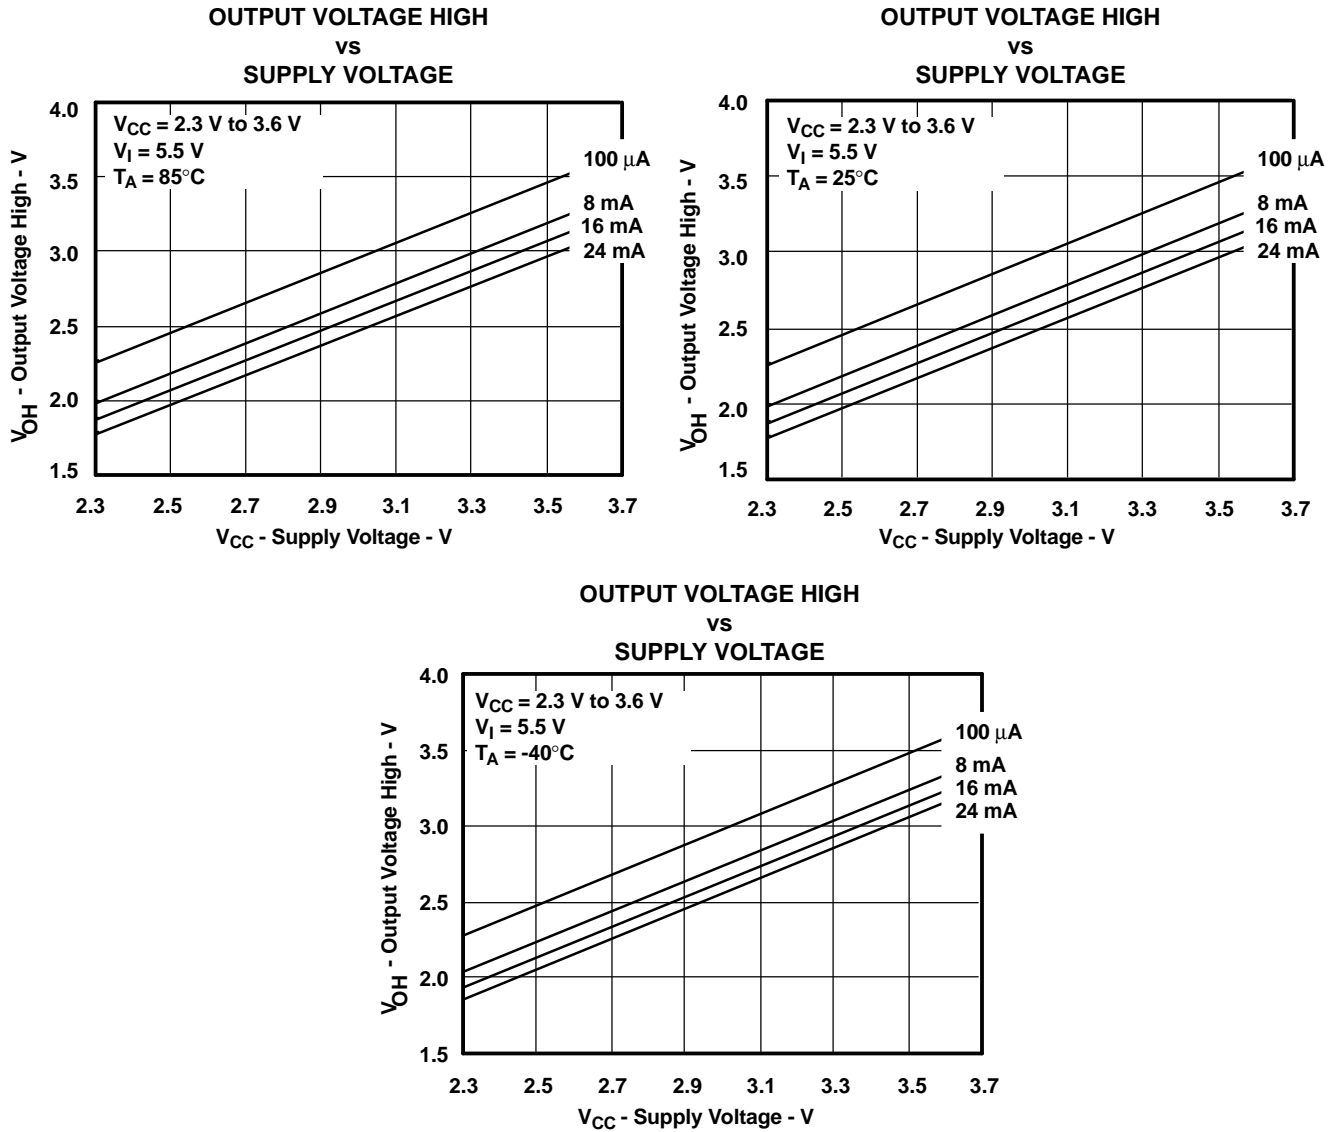 OUTPUT VOLTAGE HIGH
vs
SUPPLY VOLTAGE
4.0
3.5
3.0
2.5
2.0
1.5
VOH - Output Voltage High - V
VCC = 2.3 V to 3.6 V
VI = 5.5 V
TA = 85°C
100 μA
8 mA
16 mA
24 mA
2.3 2.5 2.7 2.9 3.1 3.3 3.5 3.7
VCC - Supply Voltage - V
OUTPUT VOLTAGE HIGH
vs
SUPPLY VOLTAGE
4.0
3.5
3.0
2.5
2.0
1.5
VOH - Output Voltage High - V
VCC = 2.3 V to 3.6 V
VI = 5.5 V
TA = 25°C
100 μA
8 mA
16 mA
24 mA
2.3 2.5 2.7 2.9 3.1 3.3 3.5 3.7
VCC - Supply Voltage - V
OUTPUT VOLTAGE HIGH
vs
SUPPLY VOLTAGE
4.0
3.5
3.0
2.5
2.0
1.5
VOH - Output Voltage High - V
VCC = 2.3 V to 3.6 V
VI = 5.5 V
TA = -40°C
100 μA
8 mA
16 mA
24 mA
2.3 2.5 2.7 2.9 3.1 3.3 3.5 3.7
VCC - Supply Voltage - V